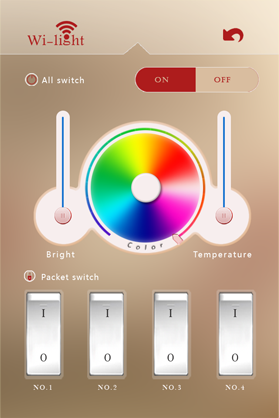 Wi-light
All switch
ON OFF
Color
Bright
Temperature
Packet switch
I I I I
O O O O
NO.1 NO.2 NO.3 NO.4